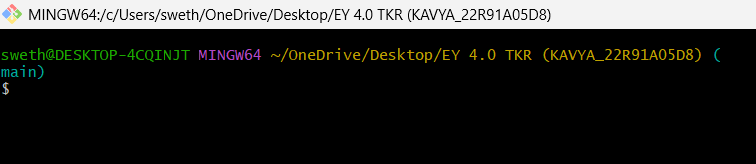 MINGW64:/c/Users/sweth/OneDrive/Desktop/EY 4.0 TKR (KAVYA_22R91A05D8)
sweth@DESKTOP-4CQINJT MINGW64 ~/OneDrive/Desktop/EY 4.0 TKR (KAVYA_22R91A05D8) (
main)
$